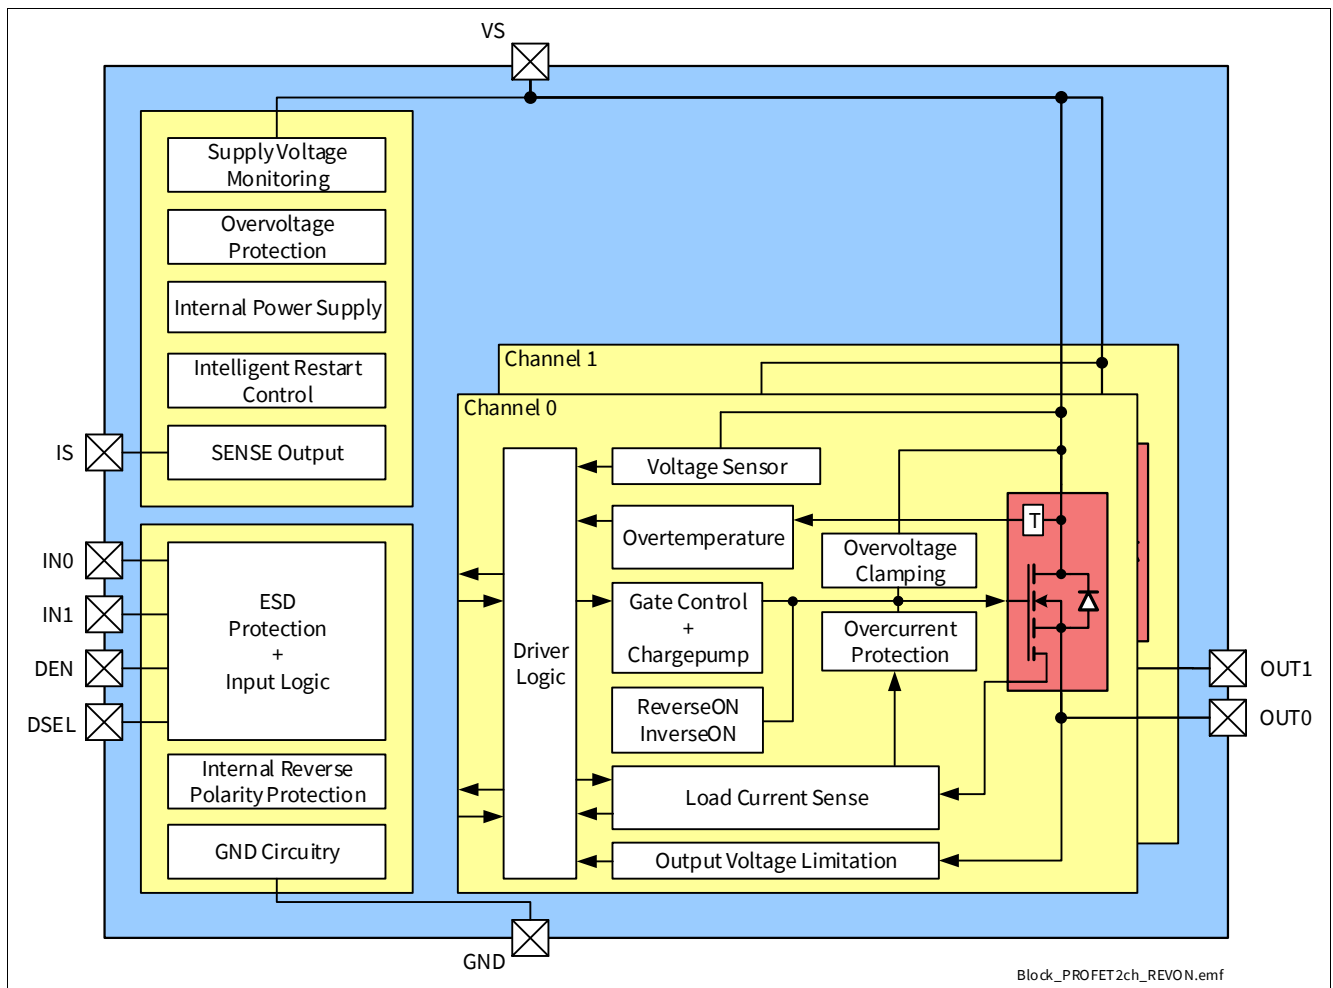 VS
Supply Voltage
Monitoring
Overvoltage
Protection
Internal Power Supply
Intelligent Restart
Control
SENSE Output
IS
IN0
IN1
DEN
DSEL
ESD
Protection
+
Input Logic
Internal Reverse
Polarity Protection
GND Circuitry
GND
Channel 1
Channel 0
Driver
Logic
Voltage Sensor
Overtemperature
T
Overvoltage
Clamping
Gate Control
+
Chargepump
Overcurrent
Protection
ReverseON
InverseON
Load Current Sense
Output Voltage Limitation
OUT1
OUT0
Block_PROFET2ch_REVON.emf